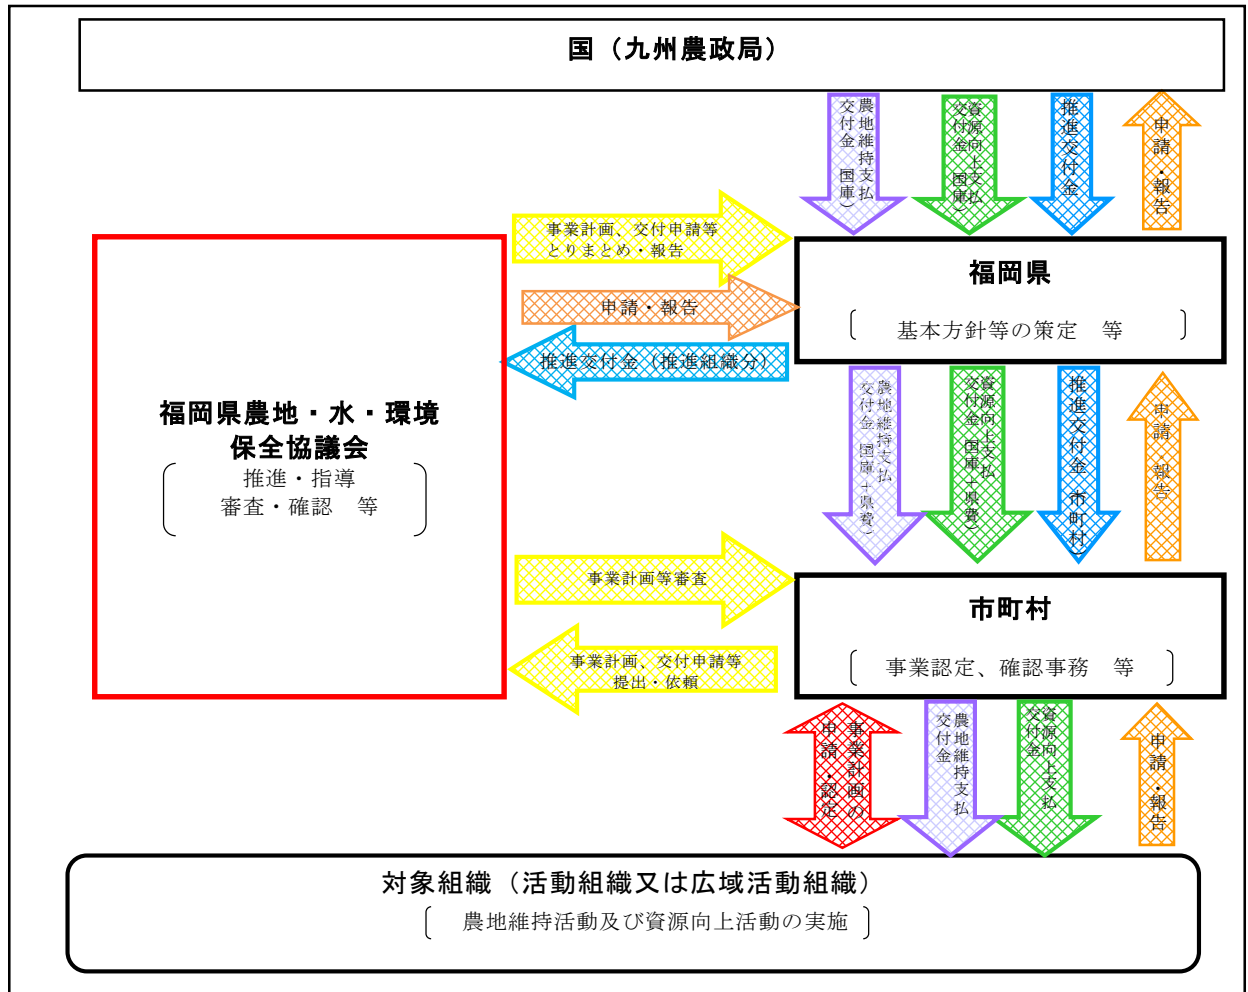 国（九州農政局）
農地維持支払
交付金　国庫）
資源向上支払
交付金　国庫）
推進交付金
申請・報告
事業計画、交付申請等
とりまとめ・報告
申請・報告
推進交付金（推進組織分）
福岡県
基本方針等の策定　等
福岡県農地・水・環境
保全協議会
推進・指導
審査・確認　等
農地維持支払
交付金　国庫＋県費）
資源向上支払
交付金　国庫＋県費）
推進交付金　市町村）
申請　報告
事業計画等審査
事業計画、交付申請等
提出・依頼
市町村
事業認定、確認事務　等
事業計画の
申請・認定
農地維持支払
交付金
資源向上支払
交付金
申請・報告
対象組織（活動組織又は広域活動組織）
農地維持活動及び資源向上活動の実施